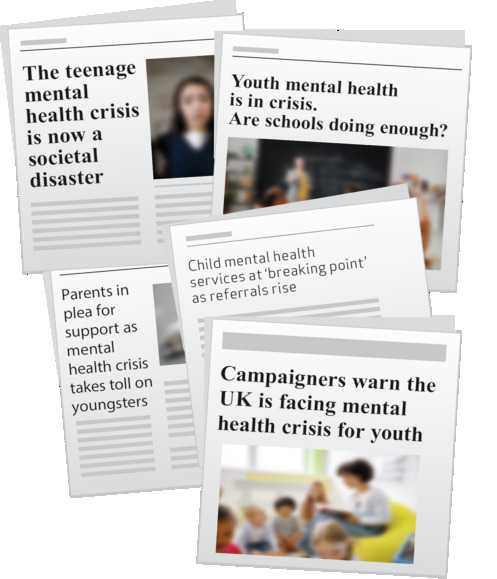 The teenage
mental
health crisis
is now a
societal
disaster
Youth mental health
is in crisis.
Are schools doing enough?
Child mental health
services at ‘breaking point’
as referrals rise
Parents in
plea for
support as
mental
health crisis
takes toll on
youngsters
Campaigners warn the
UK is facing mental
health crisis for youth